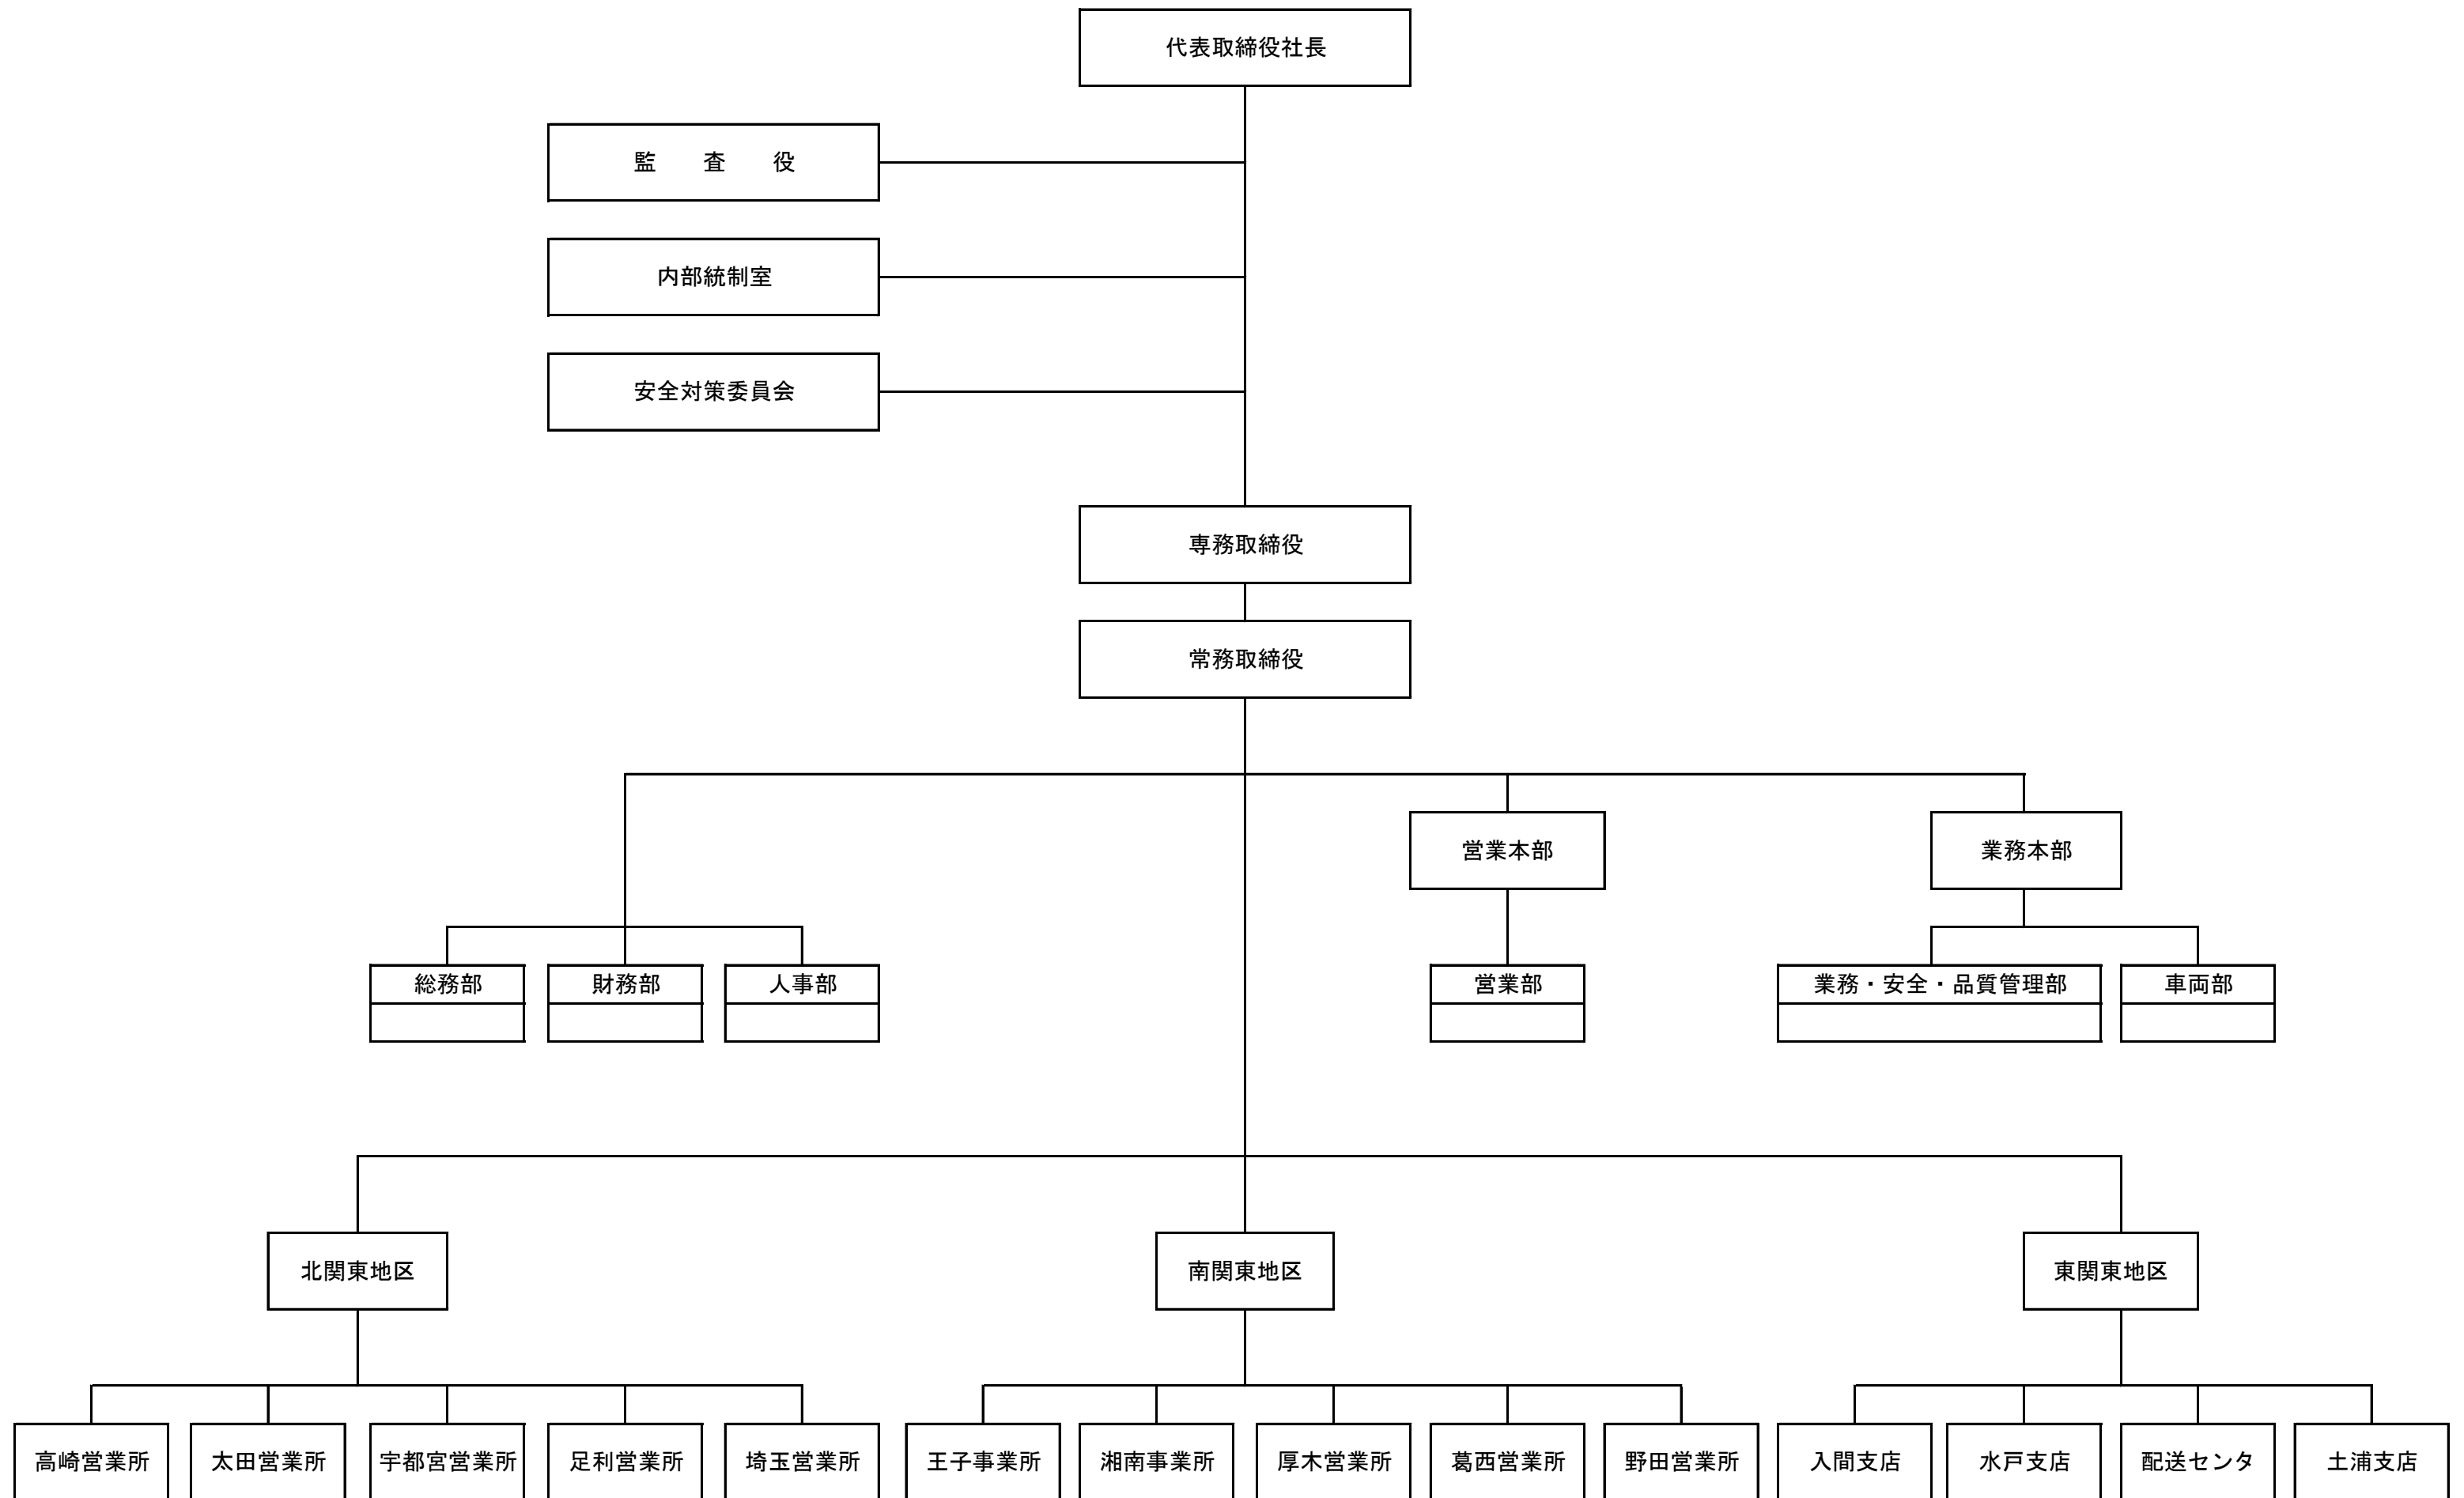 代表取締役社長
監　　査　　役
内部統制室
安全対策委員会
専務取締役
常務取締役
営業本部
業務本部
総務部
財務部
人事部
営業部
業務・安全・品質管理部
車両部
北関東地区
南関東地区
東関東地区
高崎営業所
太田営業所
宇都宮営業所
足利営業所
埼玉営業所
王子事業所
湘南事業所
厚木営業所
葛西営業所
野田営業所
入間支店
水戸支店
配送センタ
土浦支店